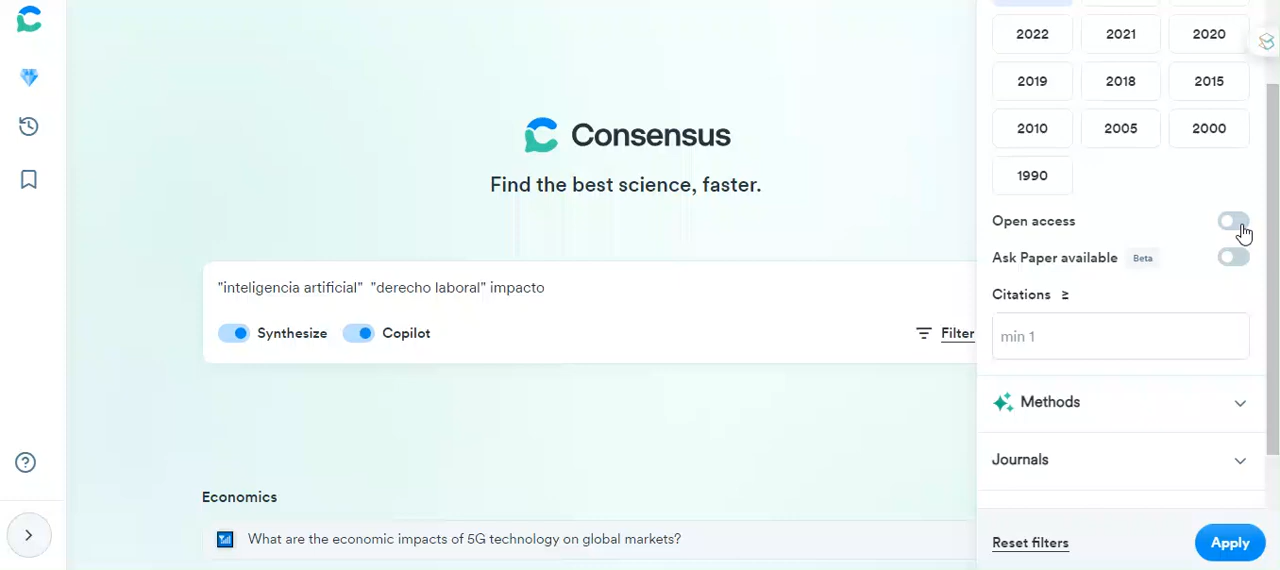 Consensus
Find the best science, faster.
"inteligencia artificial" "derecho laboral" impacto
Synthesize Copilot Filter
Economics
What are the economic impacts of 5G technology on global markets?
2022 2021 2020
2019 2018 2015
2010 2005 2000
1990
Open access
Ask Paper available Beta
Citations ≥
min 1
Methods
Journals
Reset filters Apply